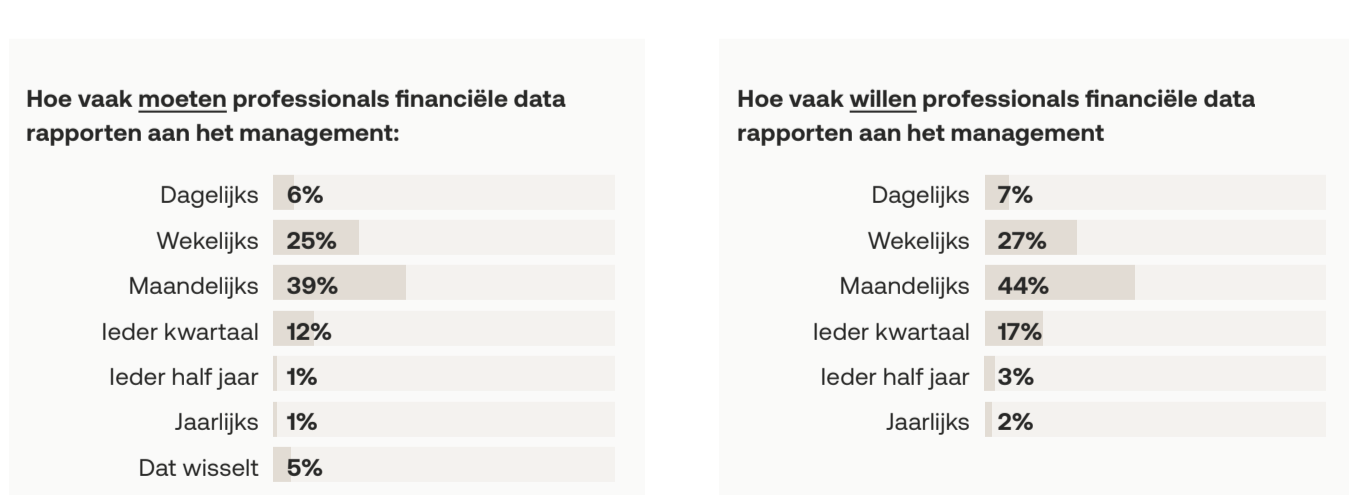 Hoe vaak moeten professionals financiële data
rapporten aan het management:
Dagelijks 6%
Wekelijks 25%
Maandelijks 39%
Ieder kwartaal 12%
Ieder half jaar 1%
Jaarlijks 1%
Dat wisselt 5%
Hoe vaak willen professionals financiële data
rapporten aan het management
Dagelijks 7%
Wekelijks 27%
Maandelijks 44%
Ieder kwartaal 17%
Ieder half jaar 3%
Jaarlijks 2%